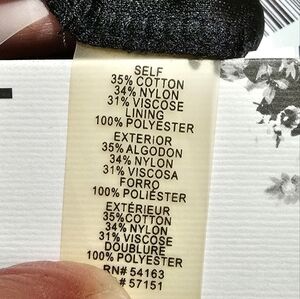 SELF
35% COTTON
34% NYLON
31% VISCOSE
LINING
100% POLYESTER
EXTERIOR
35% ALGODON
34% NYLON
31% VISCOSA
FORRO
100% POLIÉSTER
EXTÉRIEUR
35%COTTON
34% NYLON
31% VISCOSE
DOUBLURE
100% POLYESTER
RN# 54163
# 57151